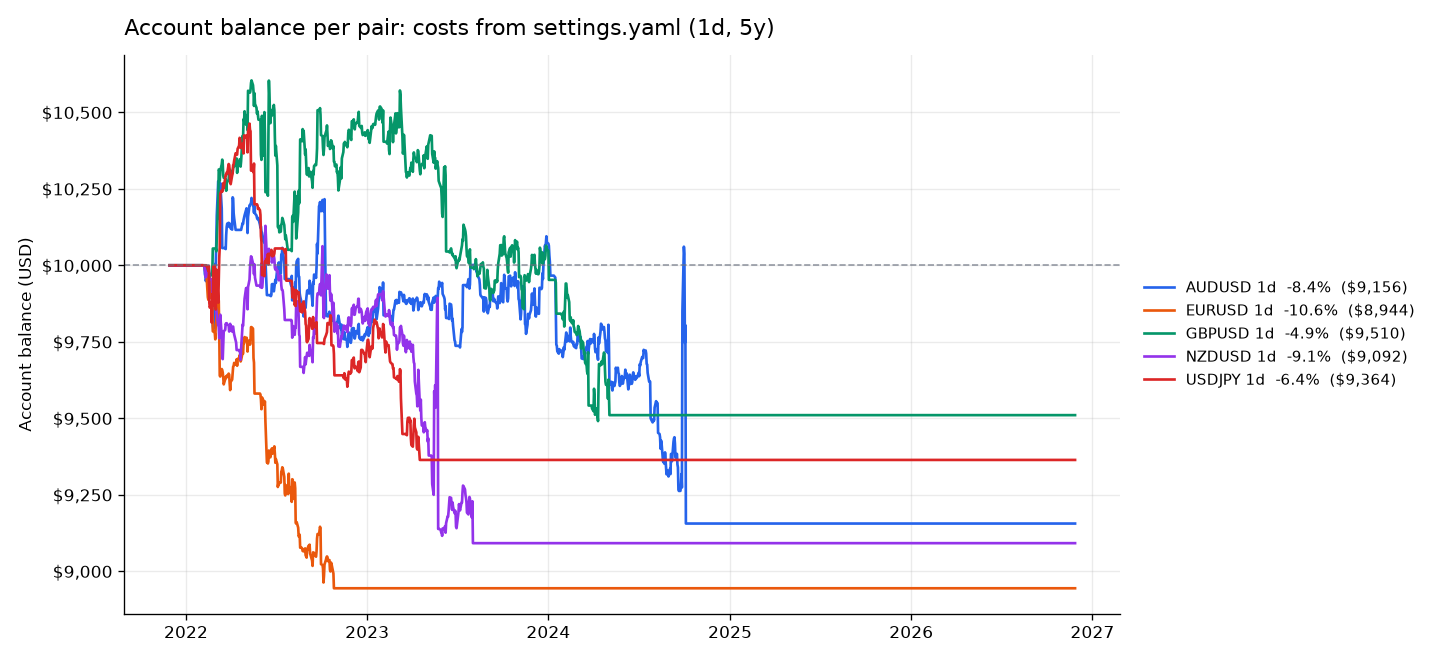 Account balance per pair: costs from settings.yaml (1d, 5y)
Account balance (USD)
$10,500
$10,250
$10,000
$9,750
$9,500
$9,250
$9,000
2022
2023
2024
2025
2026
2027
AUDUSD 1d -8.4% ($9,156)
EURUSD 1d -10.6% ($8,944)
GBPUSD 1d -4.9% ($9,510)
NZDUSD 1d -9.1% ($9,092)
USDJPY 1d -6.4% ($9,364)